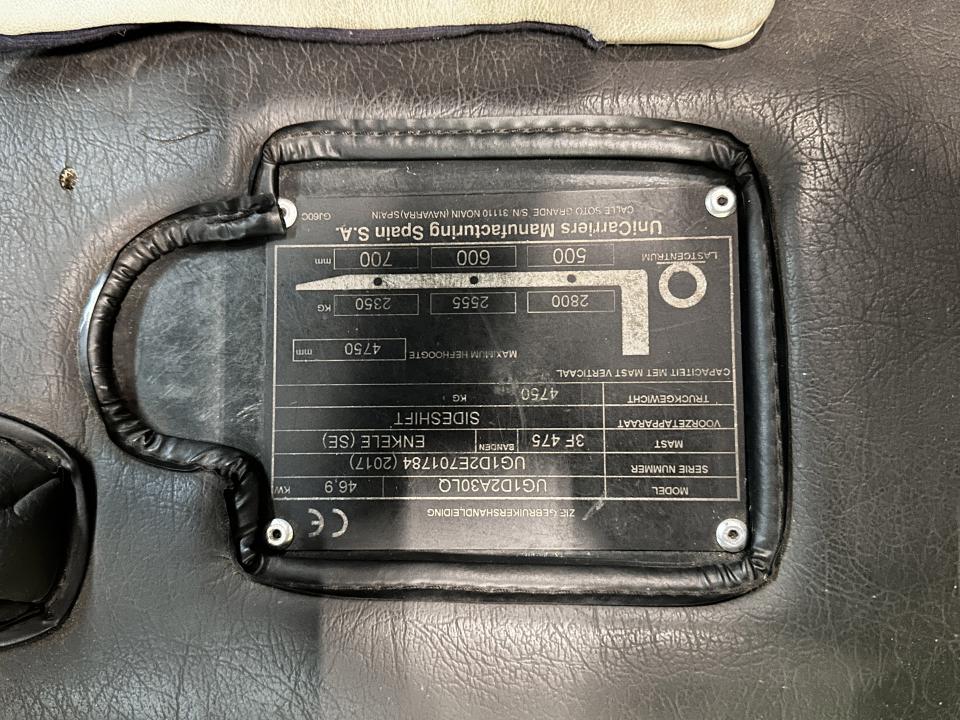 ZIE GEBRUIKERSHANDLEIDING CE
MODEL UG1D2A30LQ 46,9 KW
SERIE NUMMER UG1D2E701784 (2017)
MAST 3F 475 BANDEN ENKELE (SE)
VOORZETAPPARAAT SIDESHIFT
TRUCKGEWICHT 4750 KG
CAPACITEIT MET MAST VERTICAAL
MAXIMUM HEFHOOGTE 4750 mm
2800 2555 2350 KG
LASTCENTRUM 500 600 700 mm
UniCarriers Manufacturing Spain S.A.
CALLE SOTO GRANDE S/N 31110 NOAIN (NAVARRA)SPAIN GJ60C